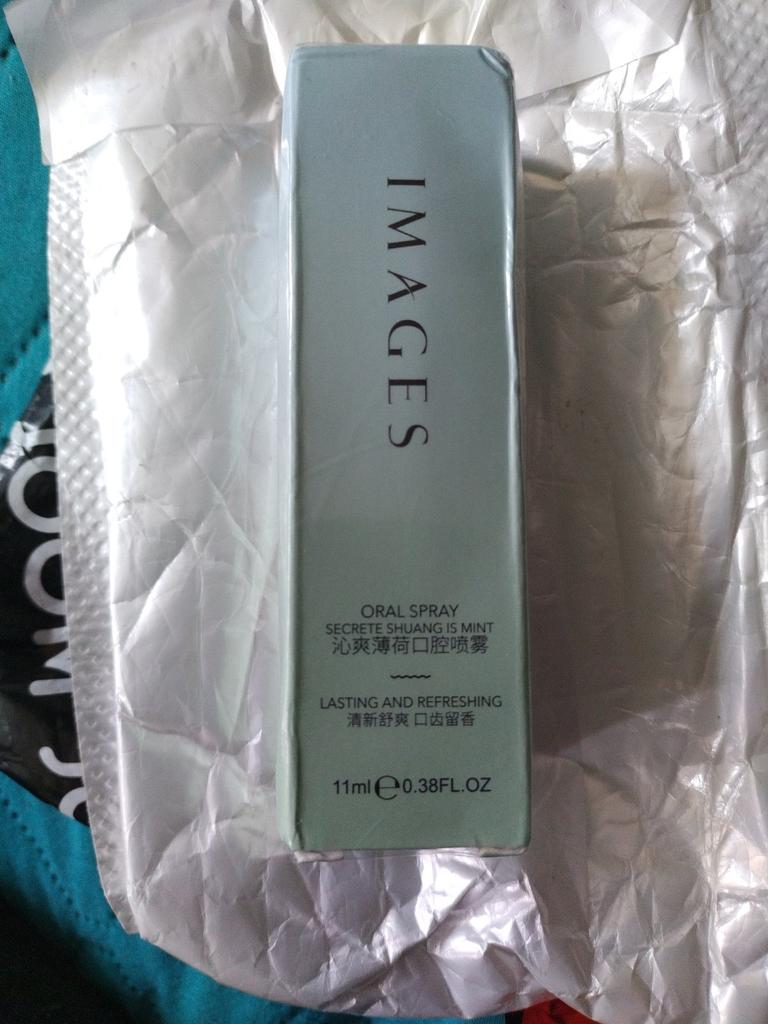 IMAGES
ORAL SPRAY
SECRETE SHUANG IS MINT
沁爽薄荷口腔喷雾
LASTING AND REFRESHING
清新舒爽 口齿留香
11ml℮0.38FL.OZ